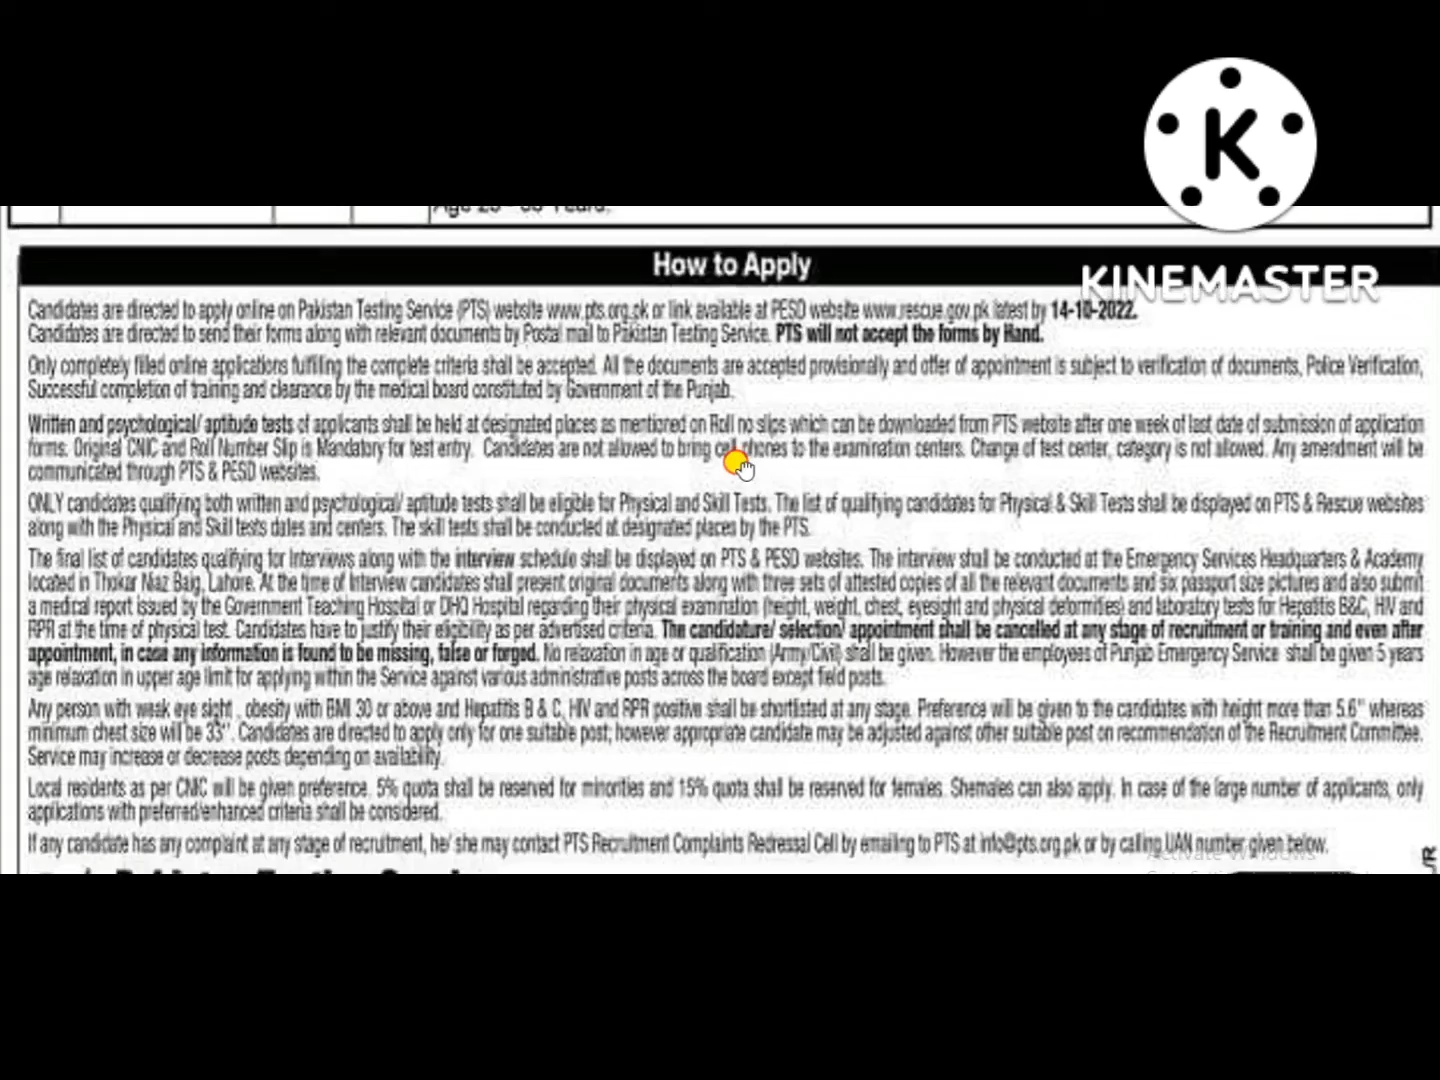 K
KINEMASTER
How to Apply
Candidates are directed to apply online on Pakistan Testing Service (PTS) website www.pts.org.pk or link available at PESD website www.rescue.gov.pk latest by 14-10-2022.
Candidates are directed to send their forms along with relevant documents by Postal mail to Pakistan Testing Service. PTS will not accept the forms by Hand.
Only completely filled online applications fulfilling the complete criteria shall be accepted. All the documents are accepted provisionally and offer of appointment is subject to verification of documents, Police Verification,
Successful completion of training and clearance by the medical board constituted by Government of the Punjab.
Written and psychological/ aptitude tests of applicants shall be held at designated places as mentioned on Roll no slips which can be downloaded from PTS website after one week of last date of submission of application
forms. Original CNIC and Roll Number Slip is Mandatory for test entry. Candidates are not allowed to bring cell phones to the examination centers. Change of test center, category is not allowed. Any amendment will be
communicated through PTS & PESD websites.
ONLY candidates qualifying both written and psychological/ aptitude tests shall be eligible for Physical and Skill Tests. The list of qualifying candidates for Physical & Skill Tests shall be displayed on PTS & Rescue websites
along with the Physical and Skill tests dates and centers. The skill tests shall be conducted at designated places by the PTS.
The final list of candidates qualifying for Interviews along with the interview schedule shall be displayed on PTS & PESD websites. The interview shall be conducted at the Emergency Services Headquarters & Academy
located in Thokar Niaz Baig, Lahore. At the time of Interview candidates shall present original documents along with three sets of attested copies of all the relevant documents and six passport size pictures and also submit
a medical report issued by the Government Teaching Hospital or DHQ Hospital regarding their physical examination (height, weight, chest, eyesight and physical deformities) and laboratory tests for Hepatitis B&C, HIV and
RPR at the time of physical test. Candidates have to justify their eligibility as per advertised criteria. The candidature/ selection/ appointment shall be cancelled at any stage of recruitment or training and even after
appointment, in case any information is found to be missing, false or forged. No relaxation in age or qualification (Army/Civil) shall be given. However the employees of Punjab Emergency Service shall be given 5 years
age relaxation in upper age limit for applying within the Service against various administrative posts across the board except field posts.
Any person with weak eye sight , obesity with BMI 30 or above and Hepatitis B & C, HIV and RPR positive shall be shortlisted at any stage. Preference will be given to the candidates with height more than 5.6" whereas
minimum chest size will be 33". Candidates are directed to apply only for one suitable post; however appropriate candidate may be adjusted against other suitable post on recommendation of the Recruitment Committee.
Service may increase or decrease posts depending on availability.
Local residents as per CNIC will be given preference. 5% quota shall be reserved for minorities and 15% quota shall be reserved for females. Shemales can also apply. In case of the large number of applicants, only
applications with preferred/enhanced criteria shall be considered.
If any candidate has any complaint at any stage of recruitment, he/ she may contact PTS Recruitment Complaints Redressal Cell by emailing to PTS at info@pts.org.pk or by calling UAN number given below.
Activate Windows